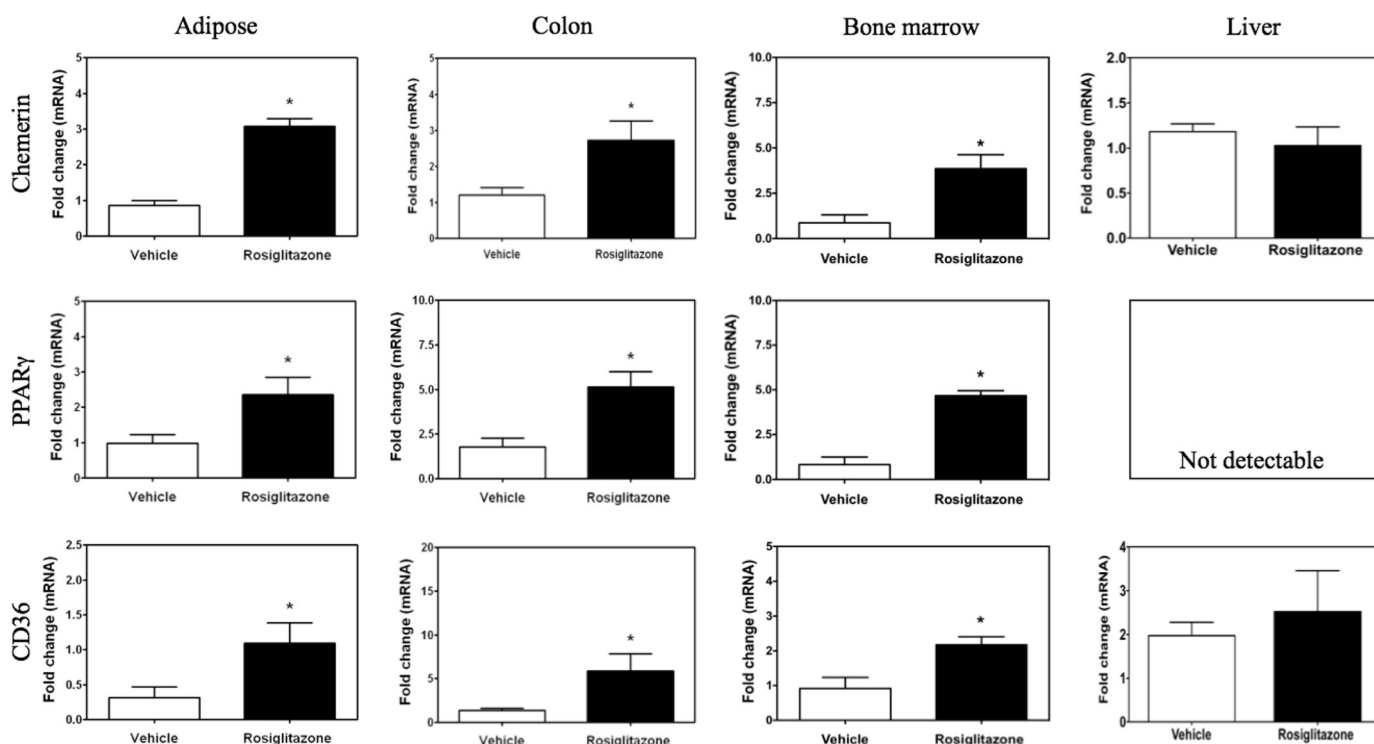 Adipose
Colon
Bone marrow
Liver
Chemerin
Fold change (mRNA)
5
4
3
2
1
0
*
Vehicle
Rosiglitazone
Fold change (mRNA)
5
4
3
2
1
0
*
Vehicle
Rosiglitazone
Fold change (mRNA)
10.0
7.5
5.0
2.5
0.0
*
Vehicle
Rosiglitazone
Fold change (mRNA)
2.0
1.5
1.0
0.5
0.0
Vehicle
Rosiglitazone
PPARγ
Fold change (mRNA)
5
4
3
2
1
0
*
Vehicle
Rosiglitazone
Fold change (mRNA)
10.0
7.5
5.0
2.5
0.0
*
Vehicle
Rosiglitazone
Fold change (mRNA)
10.0
7.5
5.0
2.5
0.0
*
Vehicle
Rosiglitazone
Not detectable
CD36
Fold change (mRNA)
2.5
2.0
1.5
1.0
0.5
0.0
*
Vehicle
Rosiglitazone
Fold change (mRNA)
20
15
10
5
0
*
Vehicle
Rosiglitazone
Fold change (mRNA)
5
4
3
2
1
0
*
Vehicle
Rosiglitazone
Fold change (mRNA)
4
3
2
1
0
Vehicle
Rosiglitazone